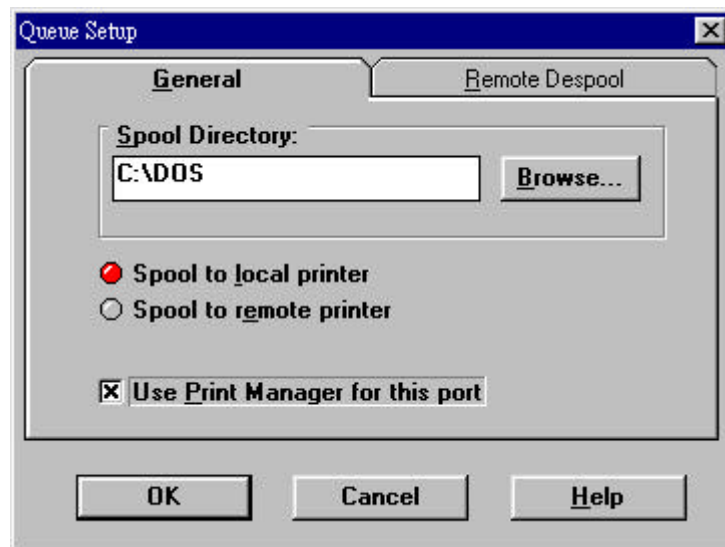 Queue Setup
General
Remote Despool
Spool Directory:
C:\DOS
Browse...
Spool to local printer
Spool to remote printer
Use Print Manager for this port
OK
Cancel
Help